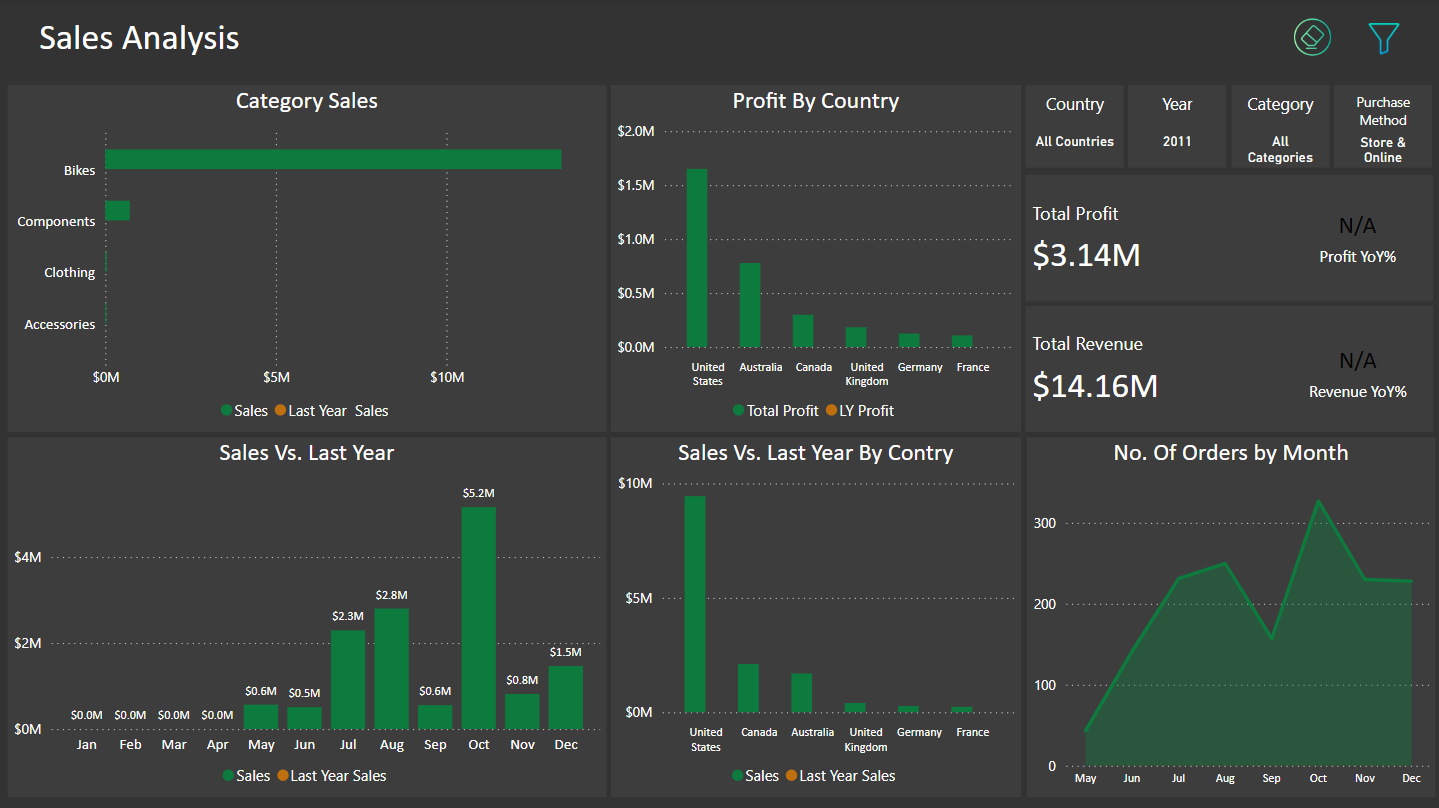 Sales Analysis
Category Sales
Bikes
Components
Clothing
Accessories
$0M $5M $10M
Sales Last Year Sales
Profit By Country
$2.0M
$1.5M
$1.0M
$0.5M
$0.0M
United States Australia Canada United Kingdom Germany France
Total Profit LY Profit
Country
All Countries
Year
2011
Category
All
Categories
Purchase
Method
Store &
Online
Total Profit
$3.14M
N/A
Profit YoY%
Total Revenue
$14.16M
N/A
Revenue YoY%
Sales Vs. Last Year
$4M
$2M
$0M
$0.0M $0.0M $0.0M $0.0M $0.6M $0.5M $2.3M $2.8M $0.6M $5.2M $0.8M $1.5M
Jan Feb Mar Apr May Jun Jul Aug Sep Oct Nov Dec
Sales Last Year Sales
Sales Vs. Last Year By Contry
$10M
$5M
$0M
United States Canada Australia United Kingdom Germany France
Sales Last Year Sales
No. Of Orders by Month
300
200
100
0
May Jun Jul Aug Sep Oct Nov Dec